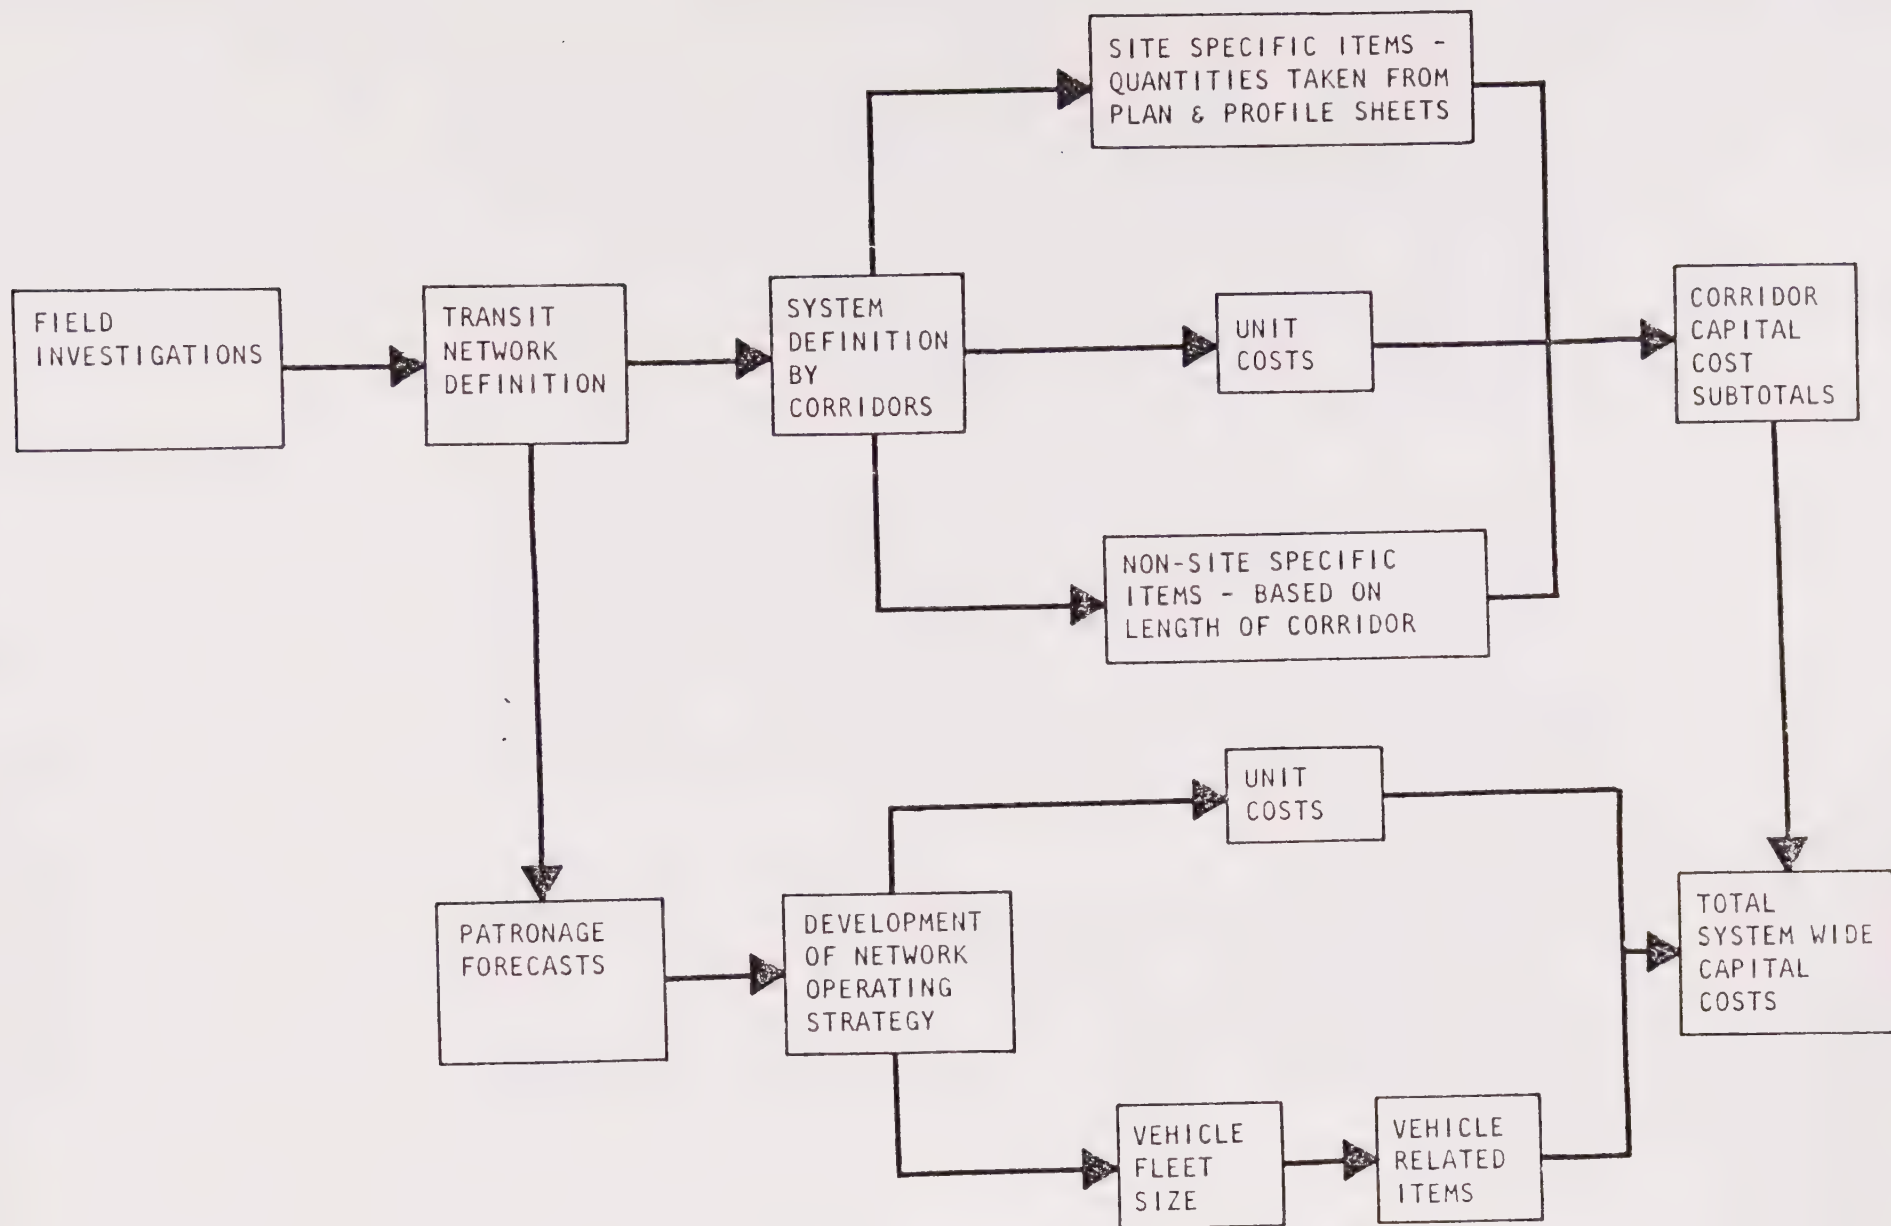 SITE SPECIFIC ITEMS -
QUANTITIES TAKEN FROM
PLAN & PROFILE SHEETS
FIELD
INVESTIGATIONS
TRANSIT
NETWORK
DEFINITION
SYSTEM
DEFINITION
BY
CORRIDORS
UNIT
COSTS
CORRIDOR
CAPITAL
COST
SUBTOTALS
NON-SITE SPECIFIC
ITEMS - BASED ON
LENGTH OF CORRIDOR
UNIT
COSTS
PATRONAGE
FORECASTS
DEVELOPMENT
OF NETWORK
OPERATING
STRATEGY
TOTAL
SYSTEM WIDE
CAPITAL
COSTS
VEHICLE
FLEET
SIZE
VEHICLE
RELATED
ITEMS